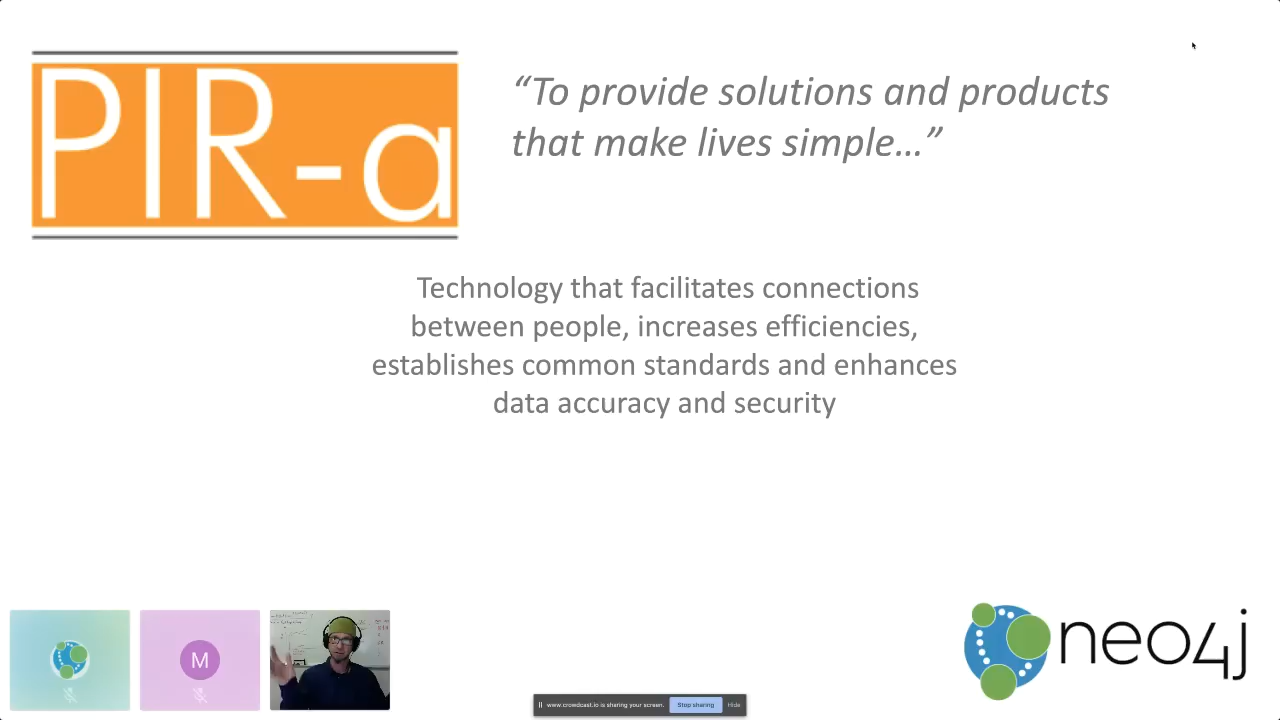 PIR-a
“To provide solutions and products
that make lives simple…”
Technology that facilitates connections
between people, increases efficiencies,
establishes common standards and enhances
data accuracy and security
M
neo4j
www.crowdcast.io is sharing your screen.
Stop sharing
Hide